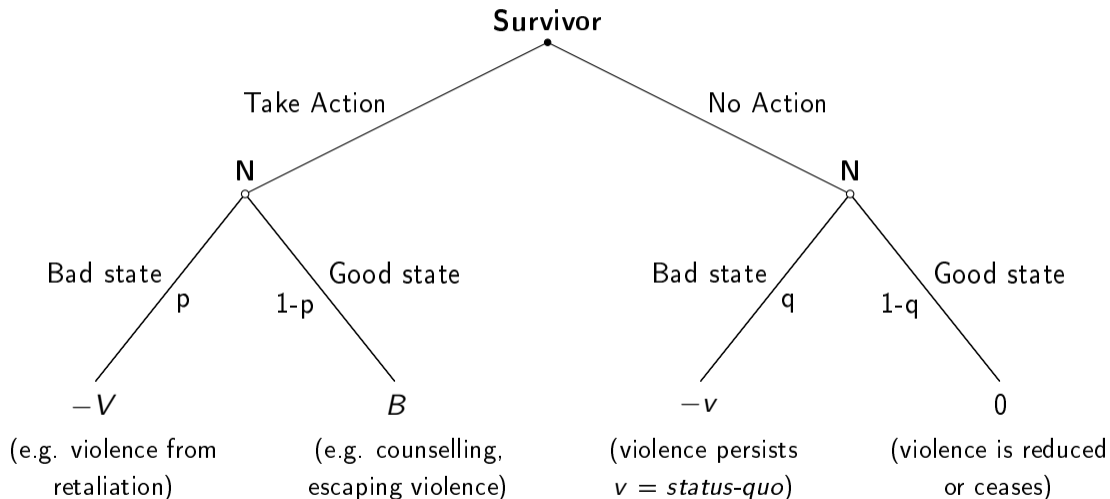 Survivor
Take Action
No Action
N
N
Bad state
Good state
Bad state
Good state
p
1-p
q
1-q
−V
B
−v
0
(e.g. violence from
retaliation)
(e.g. counselling,
escaping violence)
(violence persists
v = status-quo)
(violence is reduced
or ceases)